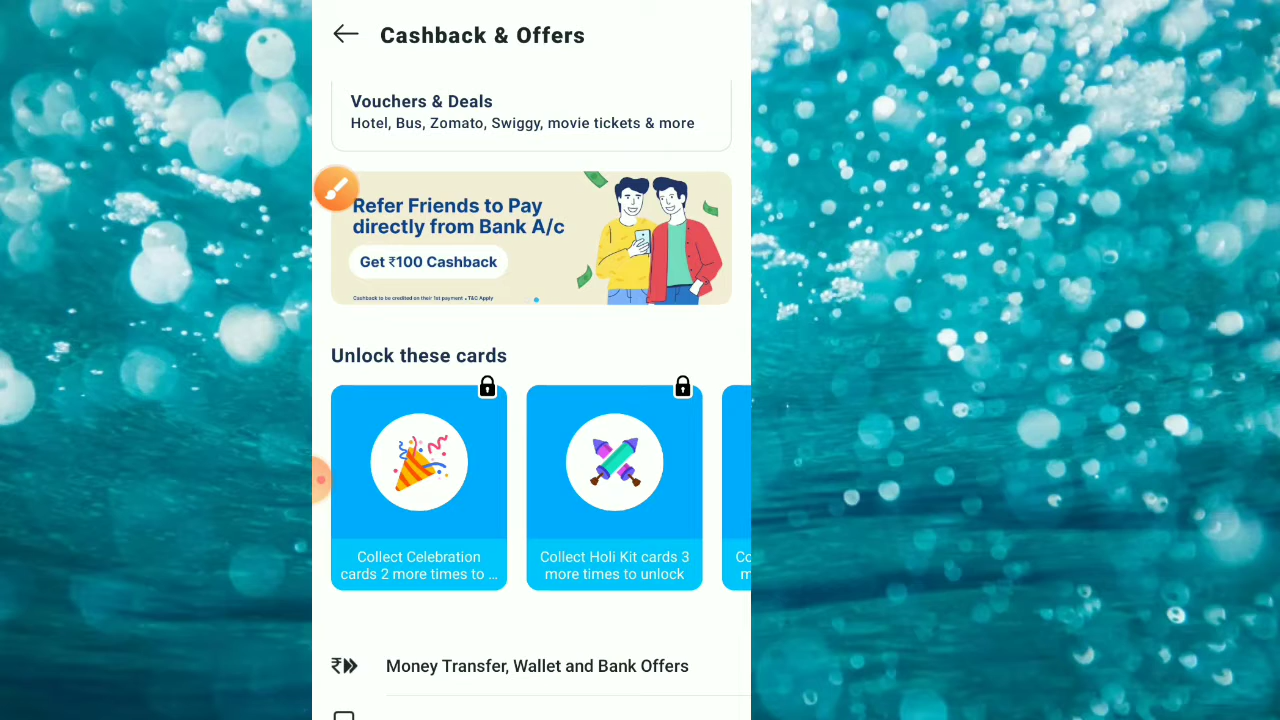 Cashback & Offers
Vouchers & Deals
Hotel, Bus, Zomato, Swiggy, movie tickets & more
Refer Friends to Pay
directly from Bank A/c
Get ₹100 Cashback
Cashback to be credited on their 1st payment • T&C Apply
Unlock these cards
Collect Celebration
cards 2 more times to ...
Collect Holi Kit cards 3
more times to unlock
Co
m
₹
Money Transfer, Wallet and Bank Offers